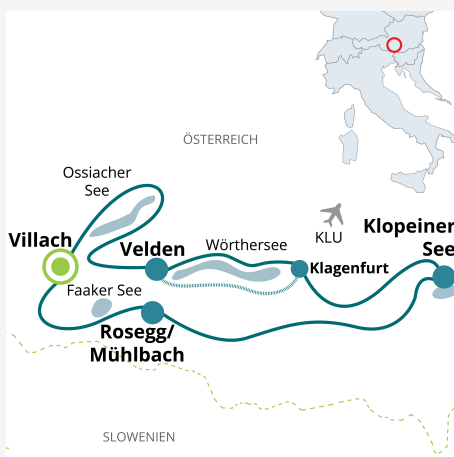 ÖSTERREICH
Ossiacher
See
Villach
Velden
Wörthersee
KLU
Klopeiner
See
Klagenfurt
Faaker See
Rosegg/
Mühlbach
SLOWENIEN